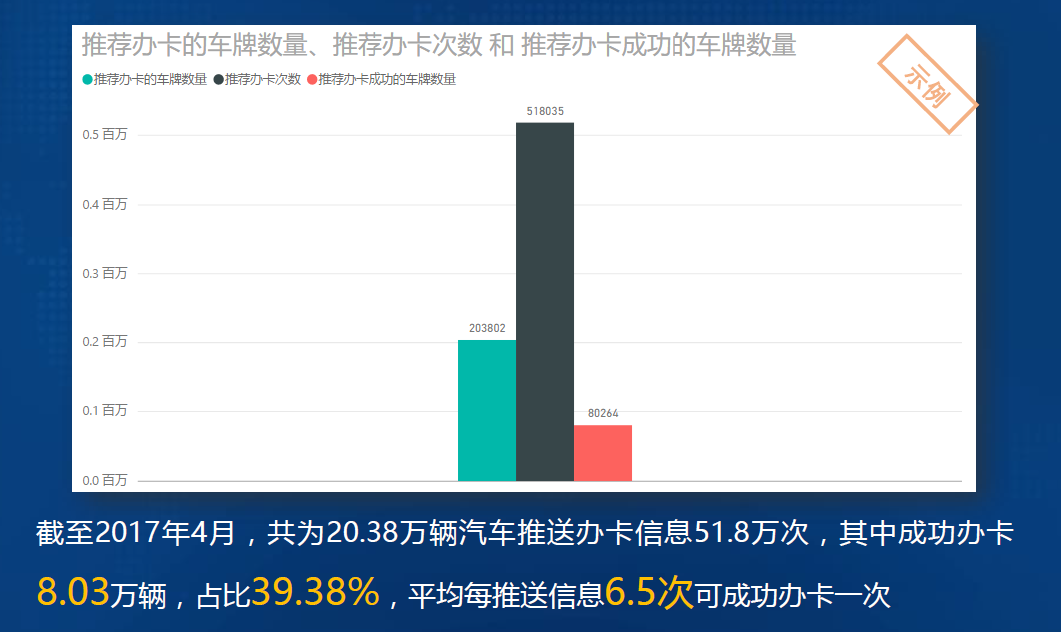 推荐办卡的车牌数量、推荐办卡次数 和 推荐办卡成功的车牌数量
推荐办卡的车牌数量 推荐办卡次数 推荐办卡成功的车牌数量
示例
518035
0.5 百万
0.4 百万
0.3 百万
203802
0.2 百万
80264
0.1 百万
0.0 百万
截至2017年4月，共为20.38万辆汽车推送办卡信息51.8万次，其中成功办卡
8.03万辆，占比39.38%，平均每推送信息6.5次可成功办卡一次